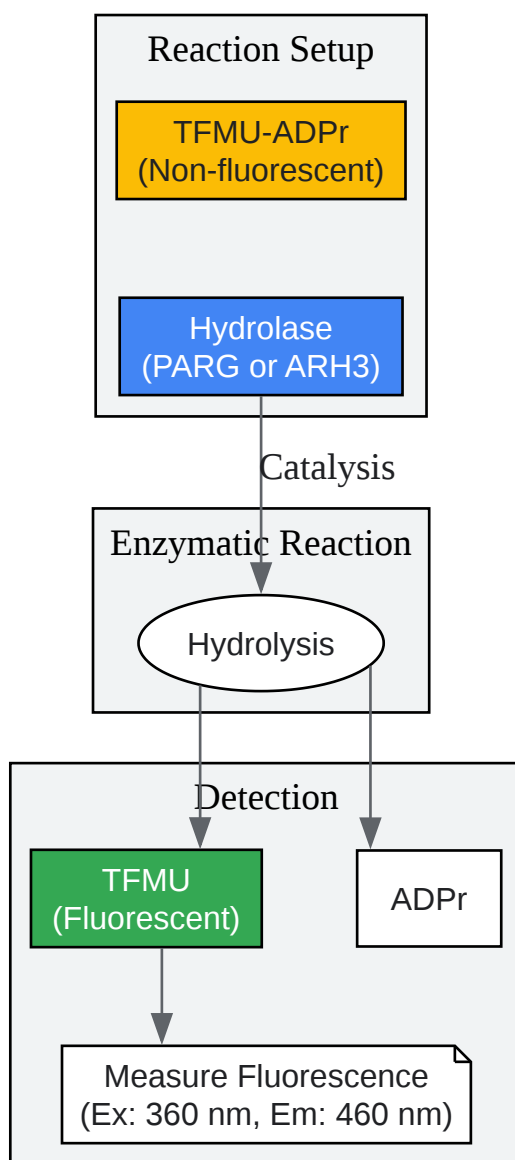 Reaction Setup
TFMU-ADPr
(Non-fluorescent)
Hydrolase
(PARG or ARH3)
Catalysis
Enzymatic Reaction
Hydrolysis
Detection
TFMU
(Fluorescent)
ADPr
Measure Fluorescence
(Ex: 360 nm, Em: 460 nm)